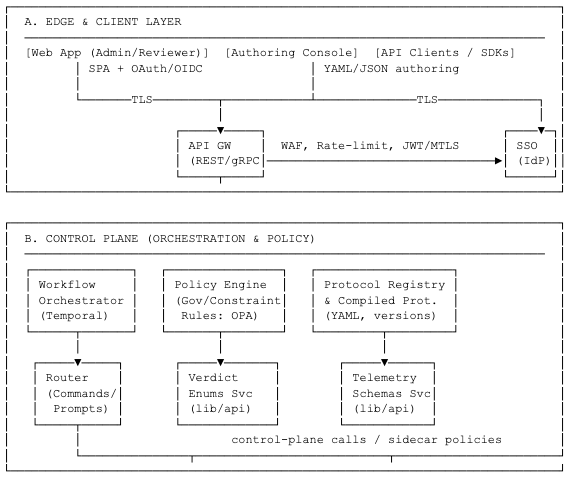 A. EDGE & CLIENT LAYER
[Web App (Admin/Reviewer)] [Authoring Console] [API Clients / SDKs]
SPA + OAuth/OIDC YAML/JSON authoring
TLS TLS
API GW WAF, Rate-limit, JWT/MTLS SSO
(REST/gRPC (IdP)
B. CONTROL PLANE (ORCHESTRATION & POLICY)
Workflow Policy Engine Protocol Registry
Orchestrator (Gov/Constraint & Compiled Prot.
(Temporal) Rules: OPA) (YAML, versions)
Router Verdict Telemetry
(Commands/ Enums Svc Schemas Svc
Prompts) (lib/api) (lib/api)
control-plane calls / sidecar policies